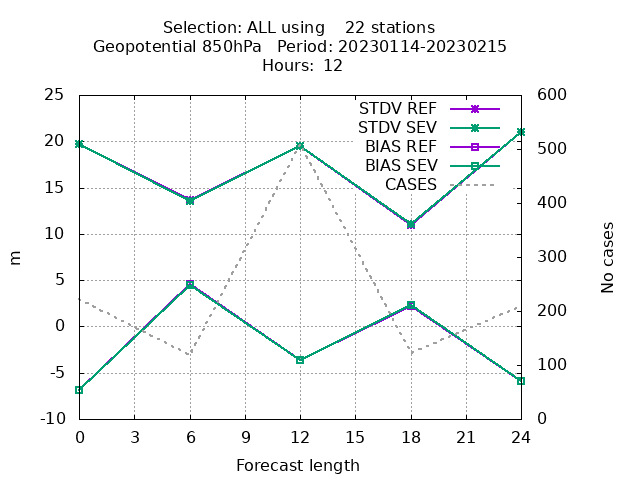 Selection: ALL using    22 stations
Geopotential 850hPa   Period: 20230114-20230215
Hours:  12
25
20
15
10
5
0
-5
-10
m
STDV REF
STDV SEV
BIAS REF
BIAS SEV
CASES
600
500
400
300
200
100
0
No cases
0 3 6 9 12 15 18 21 24
Forecast length